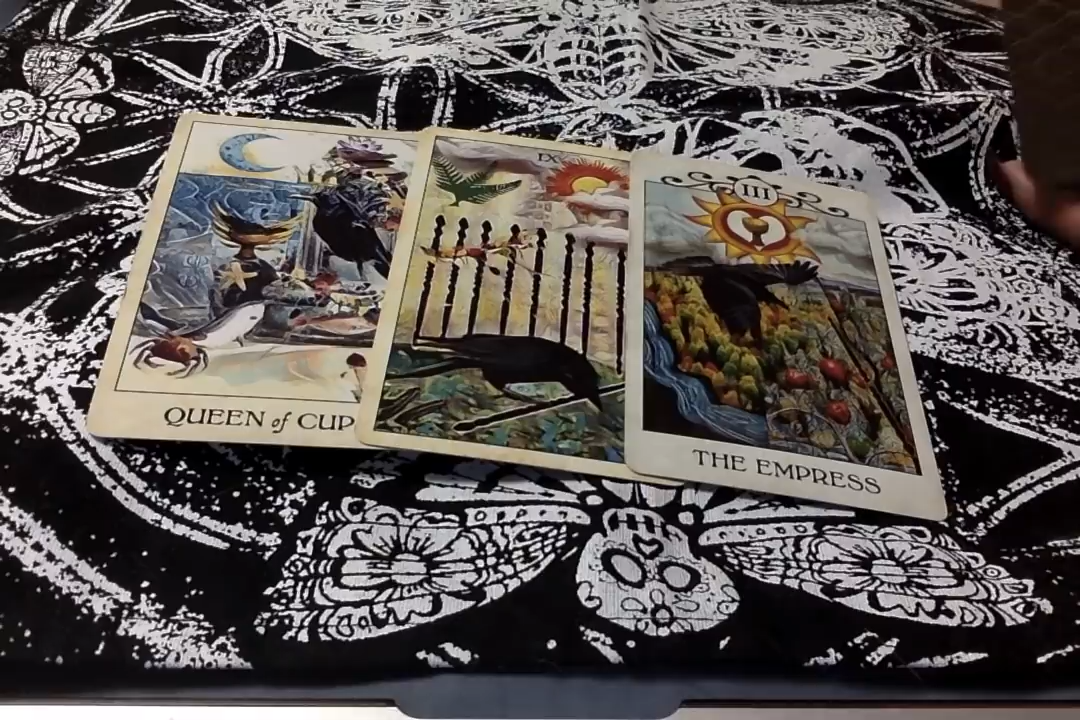 QUEEN of CUP
IX
III
THE EMPRESS